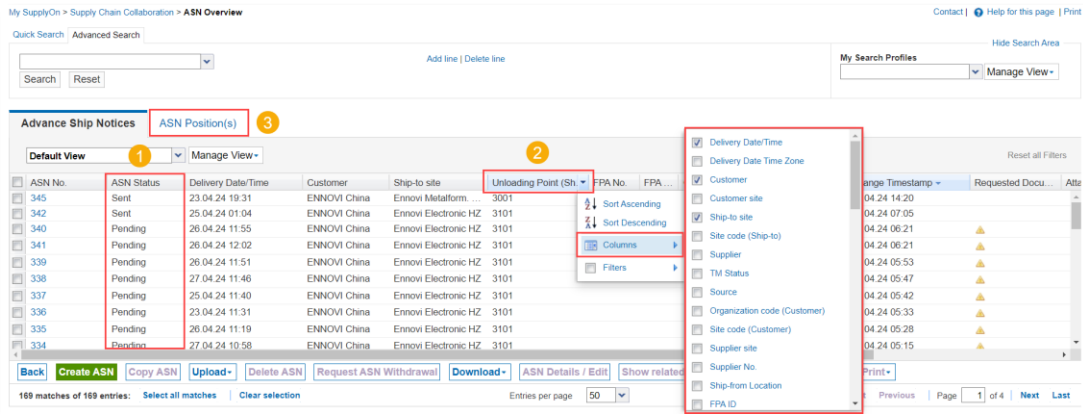 My SupplyOn > Supply Chain Collaboration > ASN Overview
Contact | Help for this page | Print
Quick Search Advanced Search
Hide Search Area
Add line | Delete line
My Search Profiles
Manage View
Search Reset
Advance Ship Notices ASN Position(s) 3
1 2
Default View Manage View Reset all Filters
ASN No. ASN Status Delivery Date/Time Customer Ship-to site Unloading Point (Sh. FPA No. FPA ... ange Timestamp Requested Docu... Atta
345 Sent 23.04.24 19:31 ENNOVI China Ennovi Metalform. ... 3001 04.24 14:20
342 Sent 25.04.24 01:04 ENNOVI China Ennovi Electronic HZ 3101 04.24 07:05
340 Pending 26.04.24 11:55 ENNOVI China Ennovi Electronic HZ 3101 04.24 06:21
341 Pending 26.04.24 12:02 ENNOVI China Ennovi Electronic HZ 3101 04.24 06:21
339 Pending 26.04.24 11:51 ENNOVI China Ennovi Electronic HZ 3101 04.24 05:53
338 Pending 27.04.24 11:46 ENNOVI China Ennovi Electronic HZ 3101 04.24 05:47
337 Pending 25.04.24 11:40 ENNOVI China Ennovi Electronic HZ 3101 04.24 05:42
336 Pending 23.04.24 11:31 ENNOVI China Ennovi Electronic HZ 3101 04.24 05:33
335 Pending 26.04.24 11:19 ENNOVI China Ennovi Electronic HZ 3101 04.24 05:28
334 Pending 27.04.24 10:58 ENNOVI China Ennovi Electronic HZ 3101 04.24 05:15
Sort Ascending
Sort Descending
Columns
Filters
Delivery Date/Time
Delivery Date Time Zone
Customer
Customer site
Ship-to site
Site code (Ship-to)
Supplier
TM Status
Source
Organization code (Customer)
Site code (Customer)
Supplier site
Supplier No.
Ship-from Location
FPA ID
Back Create ASN Copy ASN Upload Delete ASN Request ASN Withdrawal Download ASN Details / Edit Show related Print
169 matches of 169 entries: Select all matches | Clear selection Entries per page 50 Previous | Page 1 of 4 | Next Last